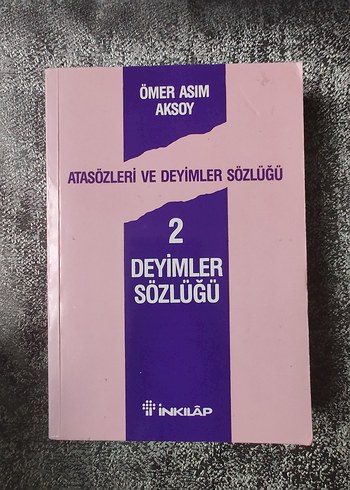 ÖMER ASIM
AKSOY
ATASÖZLERİ VE DEYİMLER SÖZLÜĞÜ
2
DEYİMLER
SÖZLÜĞÜ
İNKILÂP